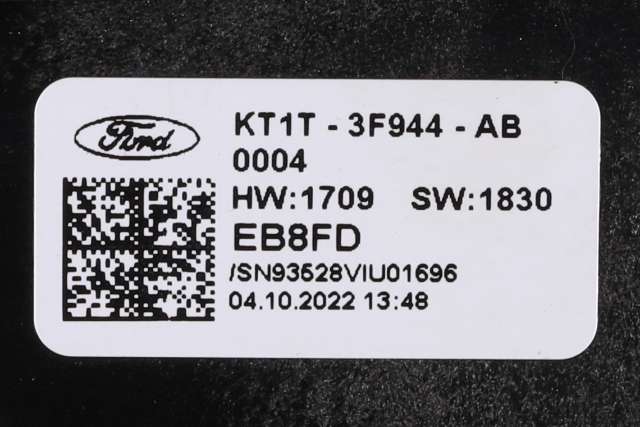 Ford
KT1T - 3F944 - AB
0004
HW:1709 SW:1830
EB8FD
/SN93528VIU01696
04.10.2022 13:48